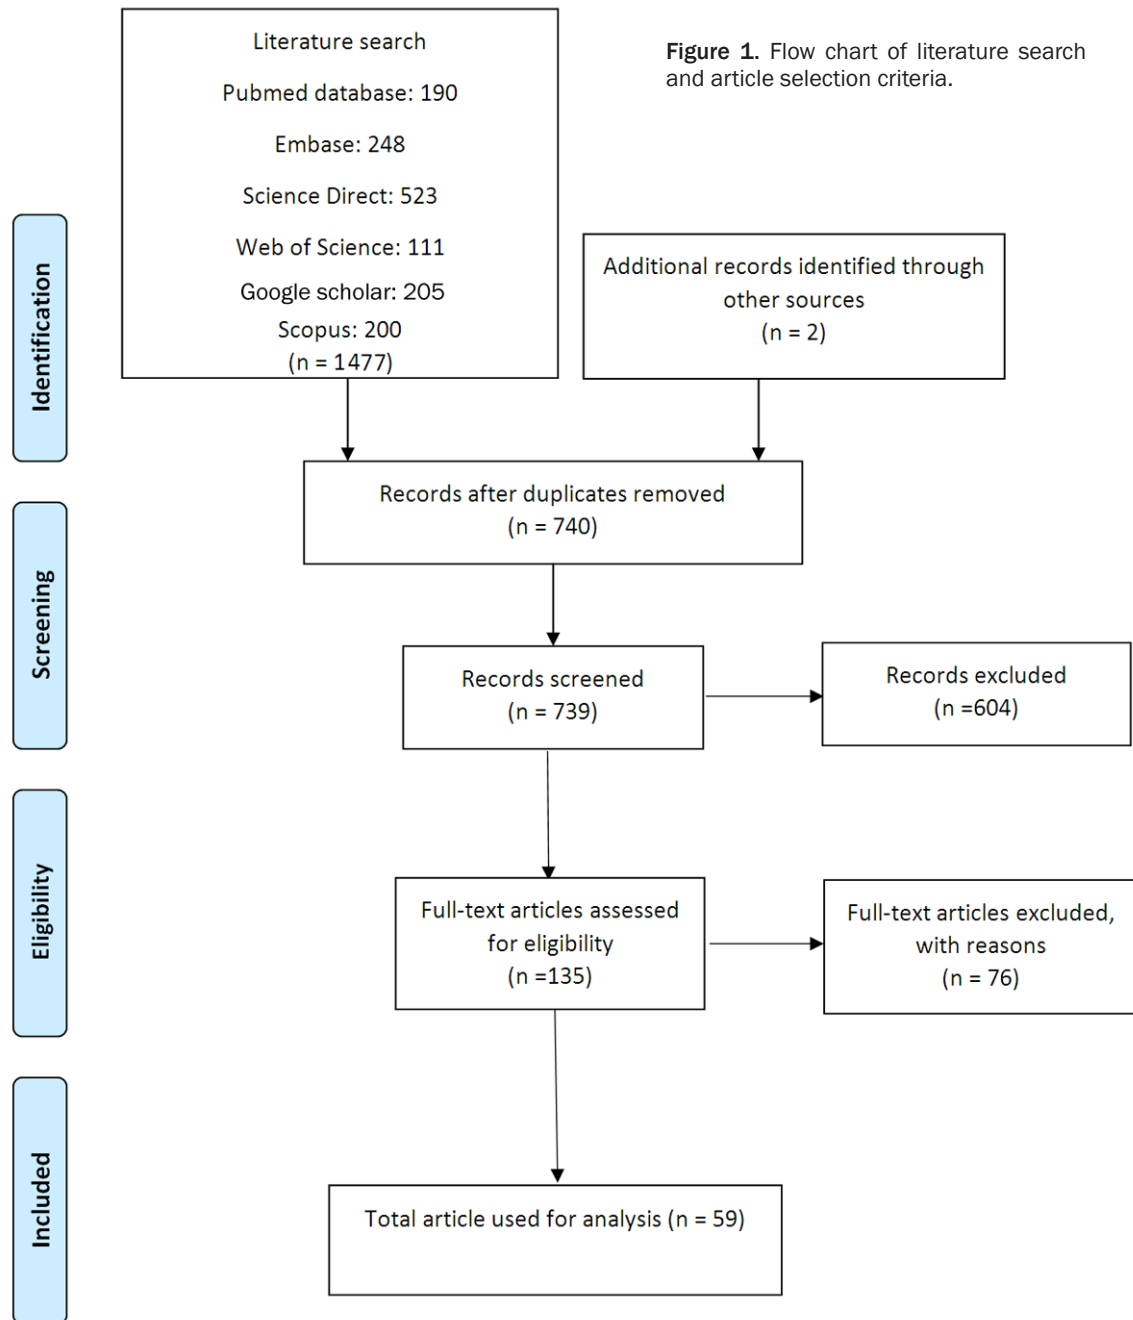 Literature search
Pubmed database: 190
Embase: 248
Science Direct: 523
Web of Science: 111
Google scholar: 205
Scopus: 200
(n = 1477)
Figure 1. Flow chart of literature search
and article selection criteria.
Additional records identified through
other sources
(n = 2)
Identification
Records after duplicates removed
(n = 740)
Screening
Records screened
(n = 739)
Records excluded
(n =604)
Eligibility
Full-text articles assessed
for eligibility
(n =135)
Full-text articles excluded,
with reasons
(n = 76)
Included
Total article used for analysis (n = 59)